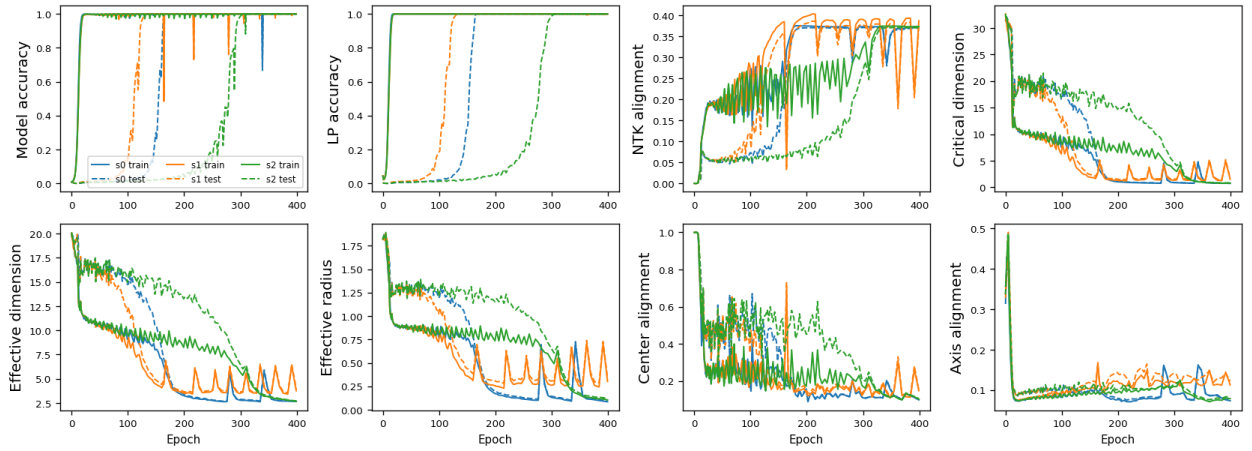 Model accuracy
1.0
0.8
0.6
0.4
0.2
0.0
0 100 200 300 400
s0 train s1 train s2 train
s0 test s1 test s2 test
LP accuracy
1.0
0.8
0.6
0.4
0.2
0.0
0 100 200 300 400
NTK alignment
0.40
0.35
0.30
0.25
0.20
0.15
0.10
0.05
0.00
0 100 200 300 400
Critical dimension
30
25
20
15
10
5
0
0 100 200 300 400
Effective dimension
20.0
17.5
15.0
12.5
10.0
7.5
5.0
2.5
0 100 200 300 400
Epoch
Effective radius
1.75
1.50
1.25
1.00
0.75
0.50
0.25
0.00
0 100 200 300 400
Epoch
Center alignment
1.0
0.8
0.6
0.4
0.2
0 100 200 300 400
Epoch
Axis alignment
0.5
0.4
0.3
0.2
0.1
0 100 200 300 400
Epoch